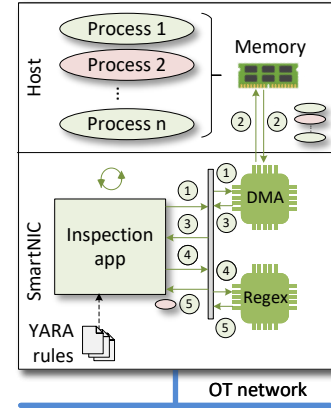 Process 1
Process 2
⋮
Process n
Memory
Host
2 2
SmartNIC
1 1
DMA
3 3
Inspection
app
4 4
Regex
5 5
YARA
rules
OT network